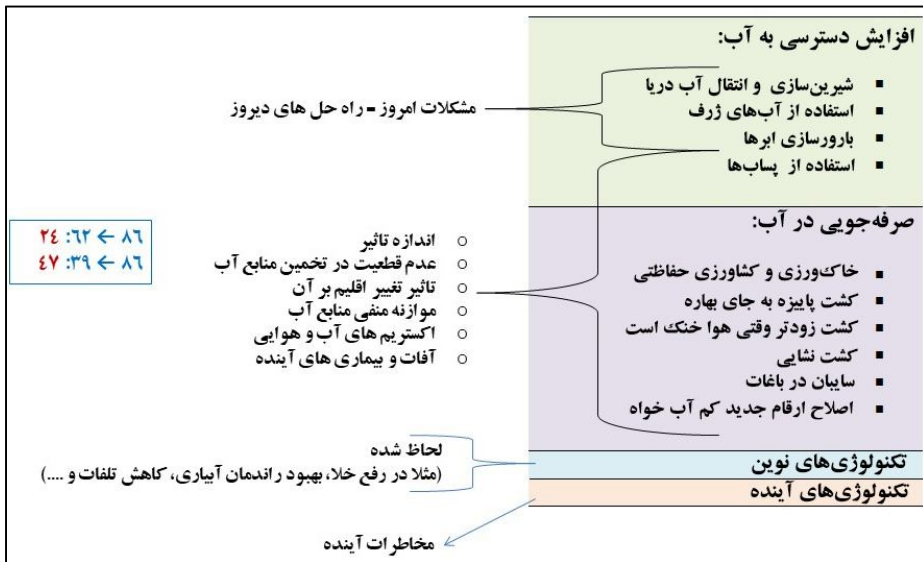 افزایش دسترسی به آب:
▪ شیرین‌سازی و انتقال آب دریا
▪ استفاده از آب‌های ژرف
▪ بارورسازی ابرها
▪ استفاده از پساب‌ها
مشکلات امروز = راه حل های دیروز
صرفه‌جویی در آب:
▪ خاک‌ورزی و کشاورزی حفاظتی
▪ کشت پاییزه به جای بهاره
▪ کشت زودتر وقتی هوا خنک است
▪ کشت نشایی
▪ سایبان در باغات
▪ اصلاح ارقام جدید کم آب خواه
○ اندازه تاثیر
○ عدم قطعیت در تخمین منابع آب
○ تاثیر تغییر اقلیم بر آن
○ موازنه منفی منابع آب
○ اکستریم های آب و هوایی
○ آفات و بیماری های آینده
٨٦ ← ٦٢: ٢٤
٨٦ ← ٣٩: ٤٧
تکنولوژی‌های نوین
لحاظ شده
(مثلا در رفع خلا، بهبود راندمان آبیاری، کاهش تلفات و ....)
تکنولوژی‌های آینده
مخاطرات آینده